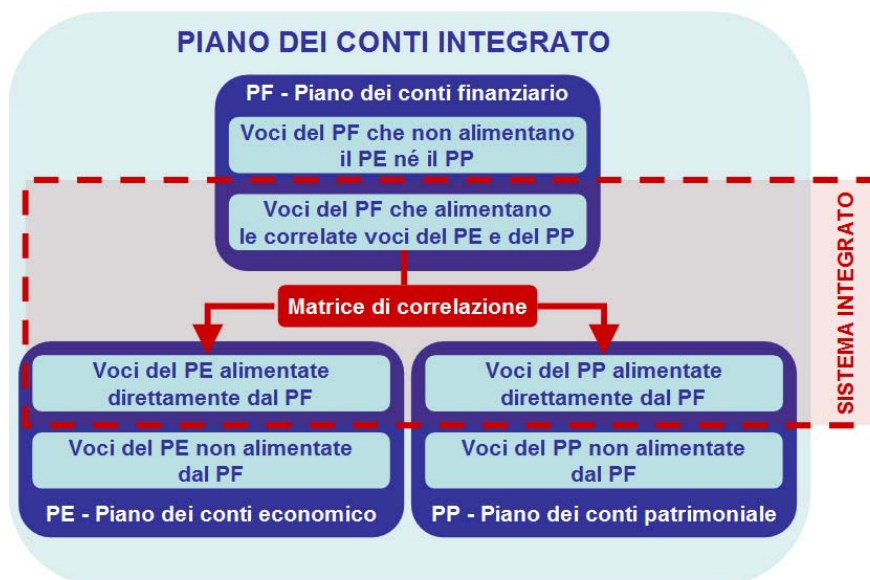 PIANO DEI CONTI INTEGRATO
PF - Piano dei conti finanziario
Voci del PF che non alimentano
il PE né il PP
Voci del PF che alimentano
le correlate voci del PE e del PP
Matrice di correlazione
SISTEMA INTEGRATO
Voci del PE alimentate
direttamente dal PF
Voci del PP alimentate
direttamente dal PF
Voci del PE non alimentate
dal PF
Voci del PP non alimentate
dal PF
PE - Piano dei conti economico
PP - Piano dei conti patrimoniale